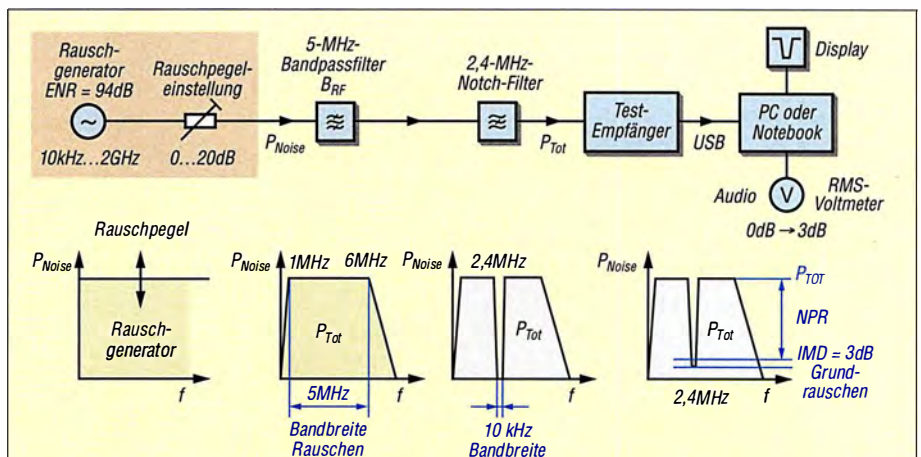 Rausch-
generator
ENR = 94dB
~
10kHz...2GHz
Rauschpegel-
einstellung
0...20dB
P_Noise
5-MHz-
Bandpassfilter
B_RF
2,4-MHz-
Notch-Filter
P_Tot
Test-
Empfänger
USB
Display
PC oder
Notebook
Audio
V
RMS-
Voltmeter
0dB → 3dB
Rauschpegel
P_Noise
Rausch-
generator
f
P_Noise
1MHz
6MHz
P_Tot
f
5MHz
Bandbreite
Rauschen
P_Noise
2,4MHz
P_Tot
f
10 kHz
Bandbreite
P_Noise
P_TOT
P_Tot
NPR
IMD = 3dB
Grund-
rauschen
2,4MHz
f